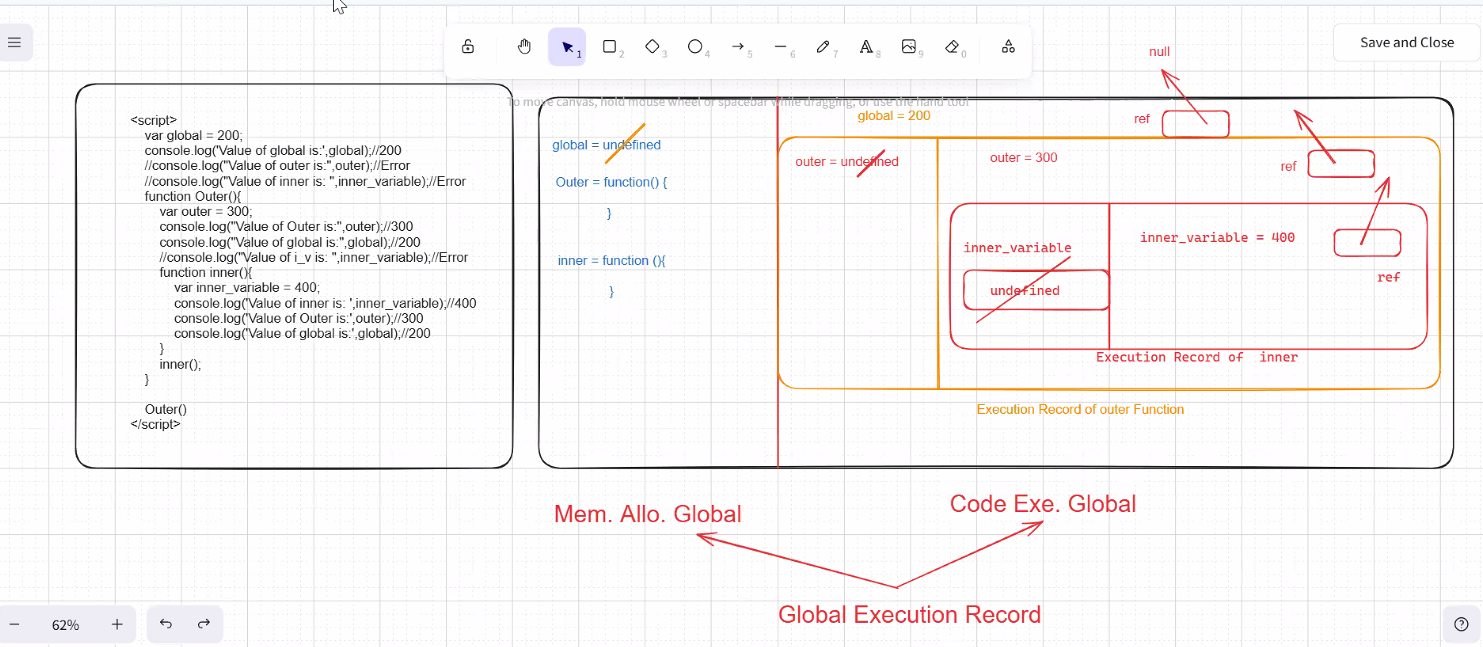 1
2
3
4
5
6
7
8
9
0
Save and Close
To move canvas, hold mouse wheel or spacebar while dragging, or use the hand tool
<script>
var global = 200;
console.log('Value of global is:',global);//200
//console.log("Value of outer is:",outer);//Error
//console.log("Value of inner is: ",inner_variable);//Error
function Outer(){
var outer = 300;
console.log("Value of Outer is:",outer);//300
console.log("Value of global is:",global);//200
//console.log("Value of i_v is: ",inner_variable);//Error
function inner(){
var inner_variable = 400;
console.log('Value of inner is: ',inner_variable);//400
console.log('Value of Outer is:',outer);//300
console.log('Value of global is:',global);//200
}
inner();
}
Outer()
</script>
global = undefined
Outer = function() {
}
inner = function (){
}
null
ref
global = 200
outer = undefined
outer = 300
ref
inner_variable
undefined
inner_variable = 400
ref
Execution Record of inner
Execution Record of outer Function
Mem. Allo. Global
Code Exe. Global
Global Execution Record
62%